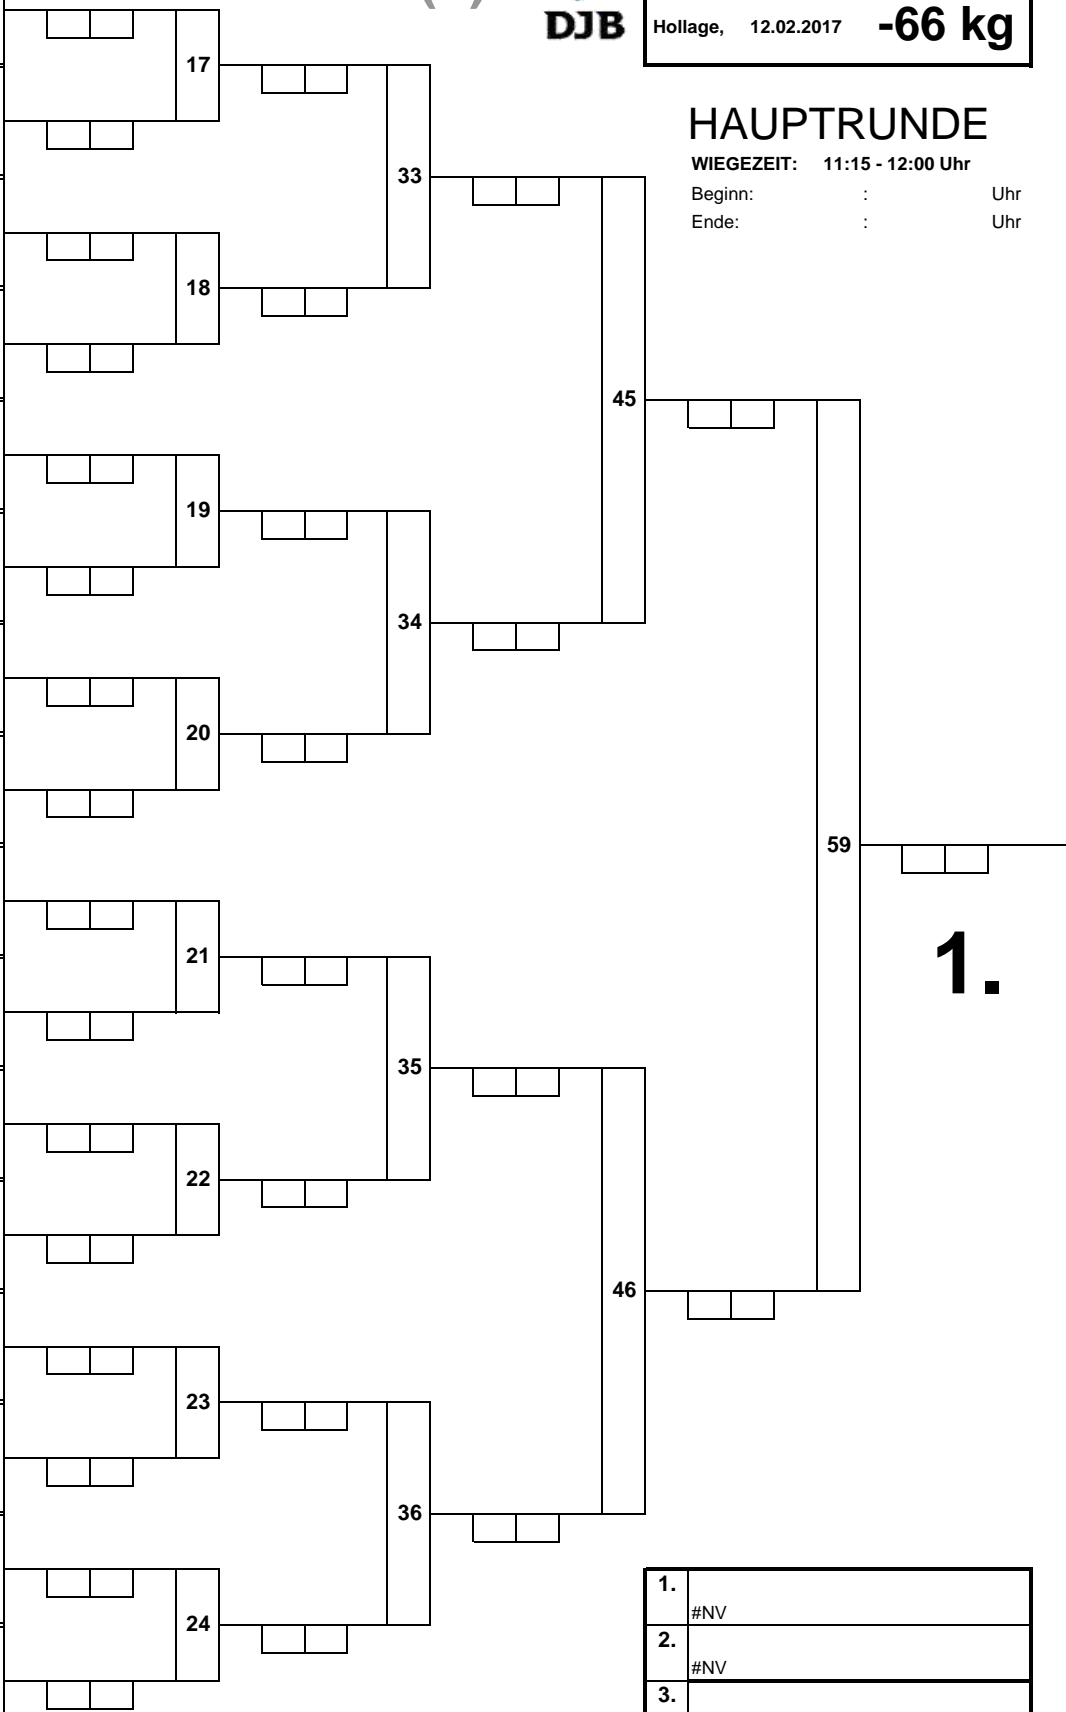 DJB
Hollage, 12.02.2017 -66 kg
HAUPTRUNDE
WIEGEZEIT: 11:15 - 12:00 Uhr
Beginn: : Uhr
Ende: : Uhr
17
33
18
45
19
34
20
59
1.
21
35
22
46
23
36
24
1.
#NV
2.
#NV
3.